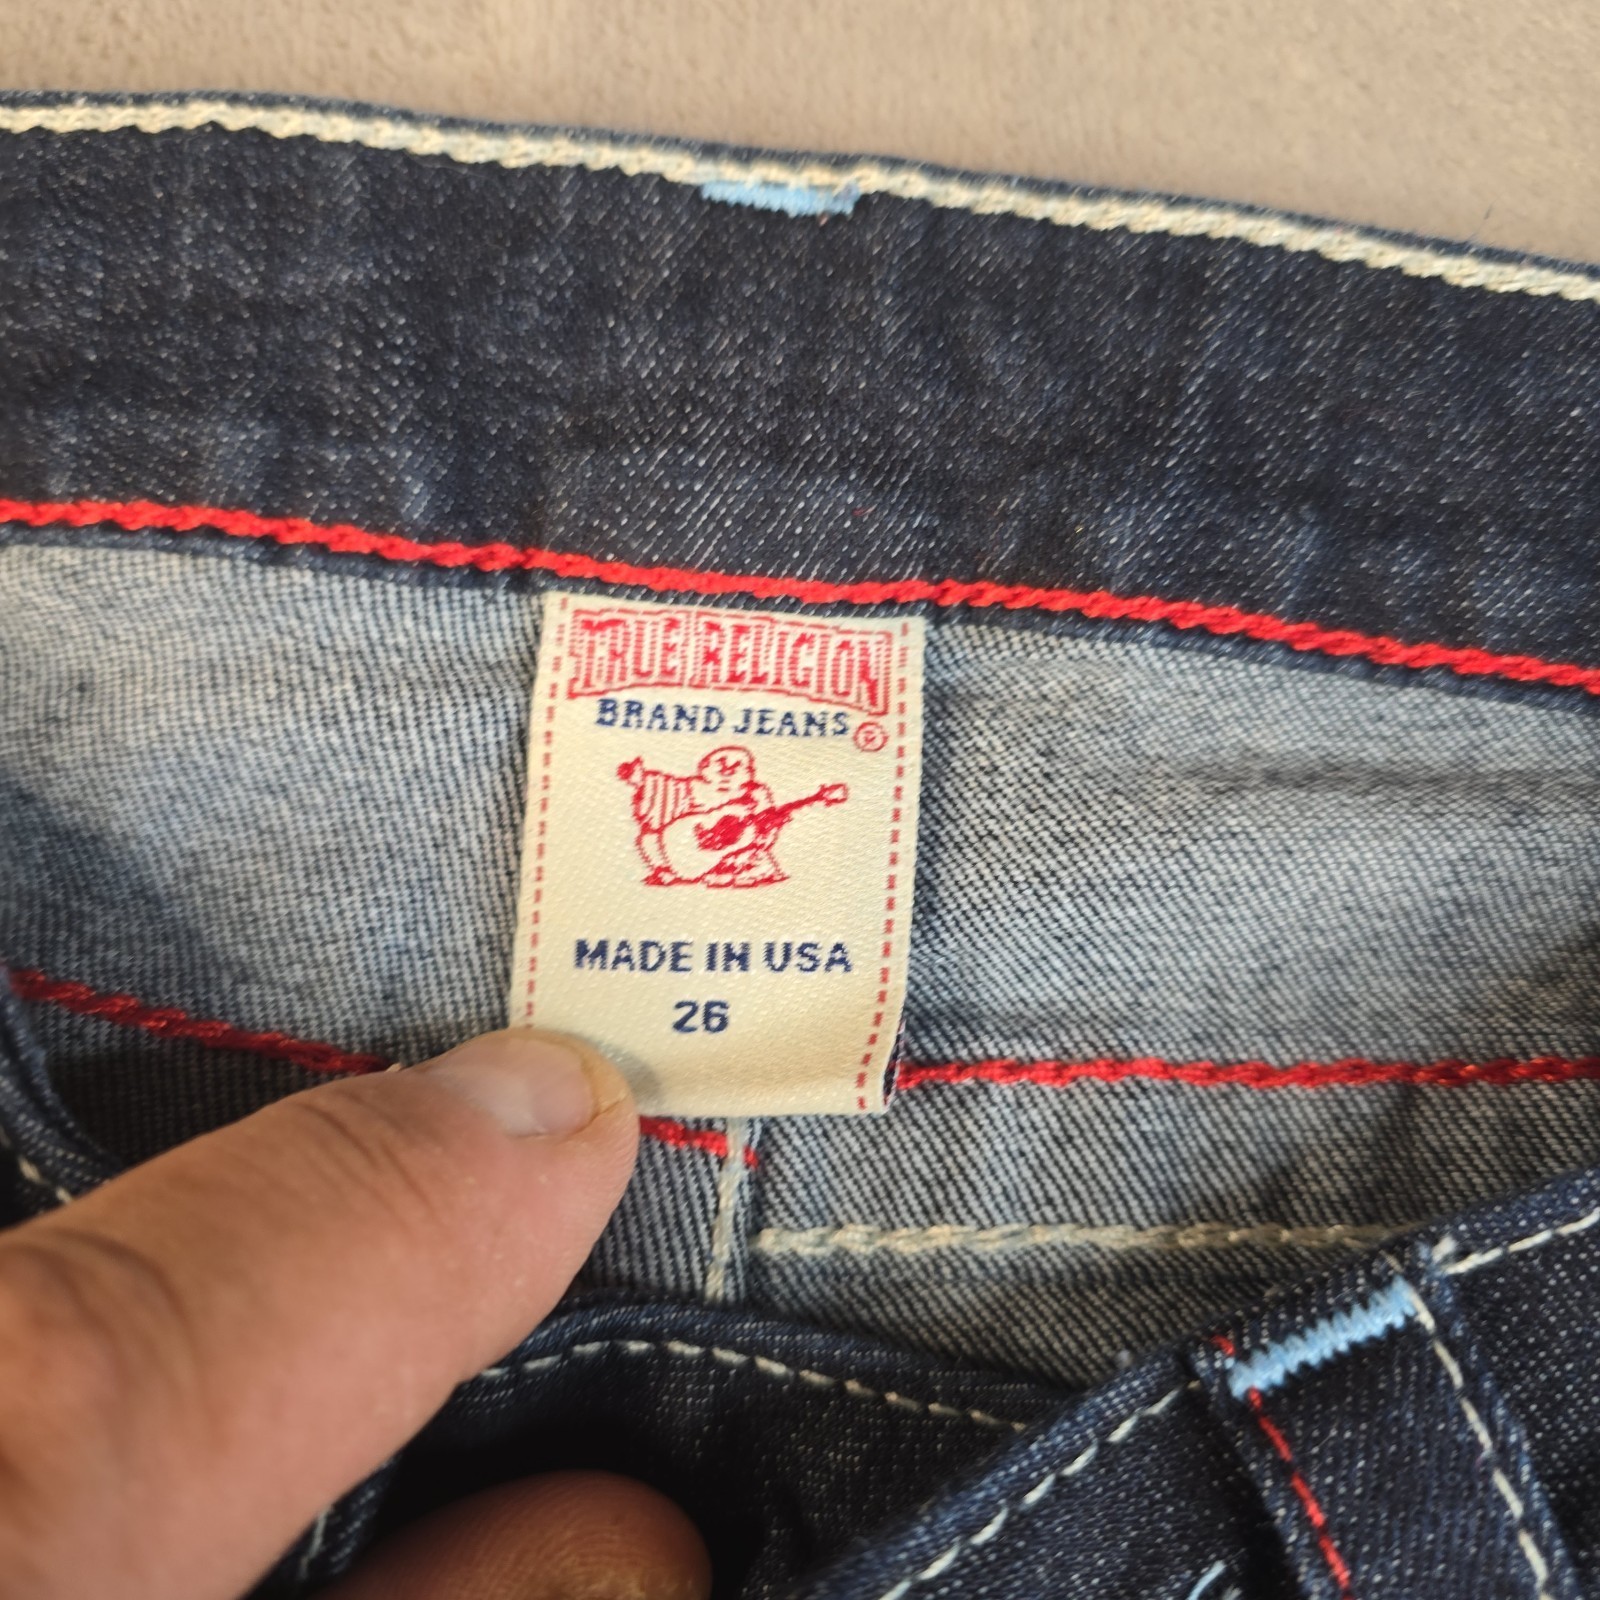 TRUE RELIGION
BRAND JEANS ®
MADE IN USA
26